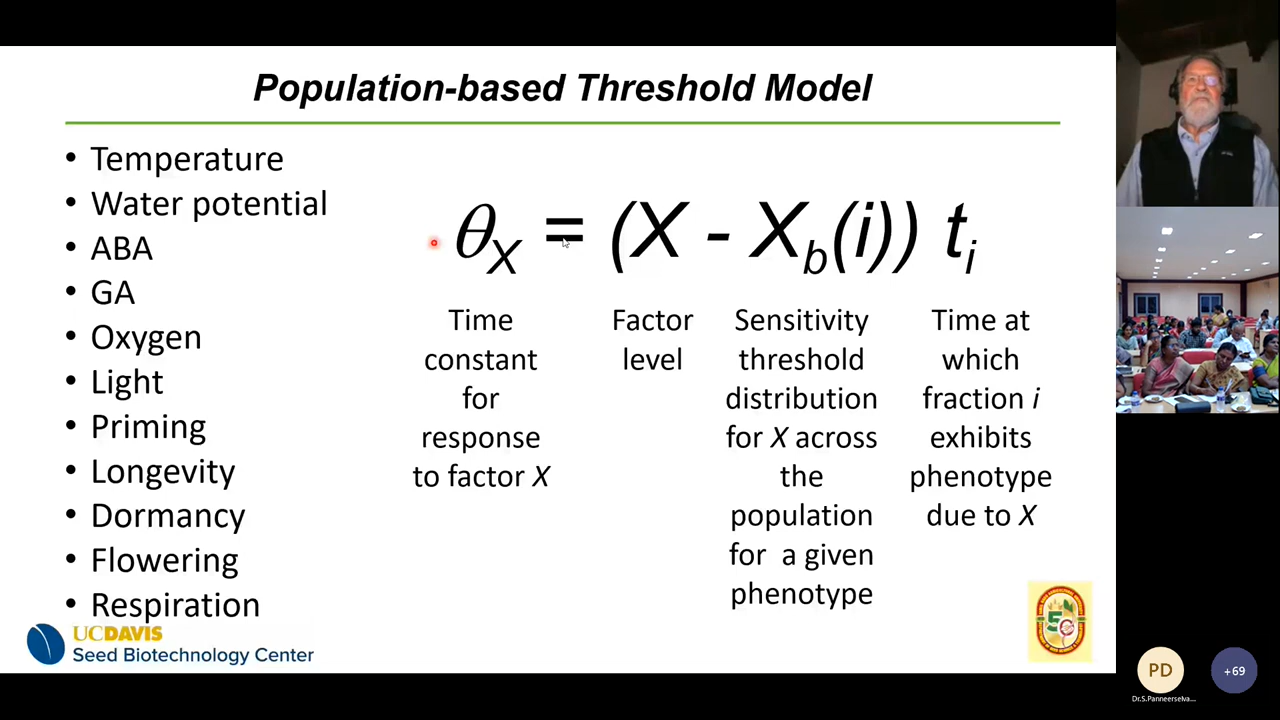 Population-based Threshold Model
• Temperature
• Water potential
• ABA
• GA
• Oxygen
• Light
• Priming
• Longevity
• Dormancy
• Flowering
• Respiration
θX = (X - Xb(i)) ti
Time
constant
for
response
to factor X
Factor
level
Sensitivity
threshold
distribution
for X across
the
population
for a given
phenotype
Time at
which
fraction i
exhibits
phenotype
due to X
UCDAVIS
Seed Biotechnology Center
PD
Dr.S.Panneerselva...
+69